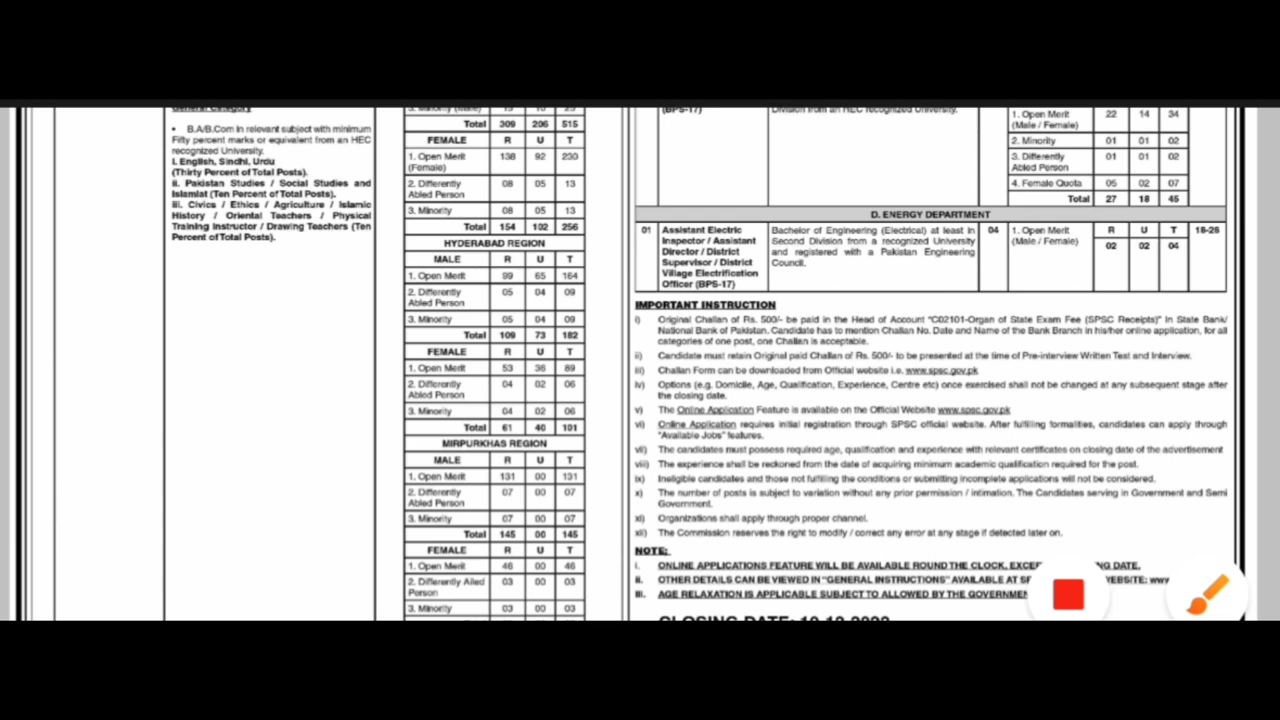 General Category
• B.A/B.Com in relevant subject with minimum
Fifty percent marks or equivalent from an HEC
recognized University.
i. English, Sindhi, Urdu
(Thirty Percent of Total Posts).
ii. Pakistan Studies / Social Studies and
Islamiat (Ten Percent of Total Posts).
iii. Civics / Ethics / Agriculture / Islamic
History / Oriental Teachers / Physical
Training Instructor / Drawing Teachers (Ten
Percent of Total Posts).
3. Minority (Male)
Total 309 206 515
FEMALE R U T
1. Open Merit 138 92 230
(Female)
2. Differently 08 05 13
Abled Person
3. Minority 08 05 13
Total 154 102 256
HYDERABAD REGION
MALE R U T
1. Open Merit 99 65 164
2. Differently 05 04 09
Abled Person
3. Minority 05 04 09
Total 109 73 182
FEMALE R U T
1. Open Merit 53 36 89
2. Differently 04 02 06
Abled Person
3. Minority 04 02 06
Total 61 40 101
MIRPURKHAS REGION
MALE R U T
1. Open Merit 131 00 131
2. Differently 07 00 07
Abled Person
3. Minority 07 00 07
Total 145 00 145
FEMALE R U T
1. Open Merit 46 00 46
2. Differently Ailed 03 00 03
Person
3. Minority 03 00 03
(BPS-17)
Division from an HEC recognized University.
1. Open Merit 22 14 34
(Male / Female)
2. Minority 01 01 02
3. Differently 01 01 02
Abled Person
4. Female Quota 05 02 07
Total 27 18 45
D. ENERGY DEPARTMENT
01 Assistant Electric
Inspector / Assistant
Director / District
Supervisor / District
Village Electrification
Officer (BPS-17)
Bachelor of Engineering (Electrical) at least in
Second Division from a recognized University
and registered with a Pakistan Engineering
Council.
04
1. Open Merit R U T 18-28
(Male / Female) 02 02 04
IMPORTANT INSTRUCTION
i) Original Challan of Rs. 500/- be paid in the Head of Account "C02101-Organ of State Exam Fee (SPSC Receipts)" In State Bank/
National Bank of Pakistan. Candidate has to mention Challan No. Date and Name of the Bank Branch in his/her online application, for all
categories of one post, one Challan is acceptable.
ii) Candidate must retain Original paid Challan of Rs. 500/- to be presented at the time of Pre-interview Written Test and Interview.
iii) Challan Form can be downloaded from Official website i.e. www.spsc.gov.pk
iv) Options (e.g. Domicile, Age, Qualification, Experience, Centre etc) once exercised shall not be changed at any subsequent stage after
the closing date.
v) The Online Application Feature is available on the Official Website www.spsc.gov.pk
vi) Online Application requires initial registration through SPSC official website. After fulfilling formalities, candidates can apply through
"Available Jobs" features.
vii) The candidates must possess required age, qualification and experience with relevant certificates on closing date of the advertisement
viii) The experience shall be reckoned from the date of acquiring minimum academic qualification required for the post.
ix) Ineligible candidates and those not fulfilling the conditions or submitting incomplete applications will not be considered.
x) The number of posts is subject to variation without any prior permission / intimation. The Candidates serving in Government and Semi
Government.
xi) Organizations shall apply through proper channel.
xii) The Commission reserves the right to modify / correct any error at any stage if detected later on.
NOTE:
i. ONLINE APPLICATIONS FEATURE WILL BE AVAILABLE ROUND THE CLOCK, EXCE NG DATE.
ii. OTHER DETAILS CAN BE VIEWED IN "GENERAL INSTRUCTIONS" AVAILABLE AT SP WEBSITE: www
iii. AGE RELAXATION IS APPLICABLE SUBJECT TO ALLOWED BY THE GOVERNMEN
CLOSING DATE: